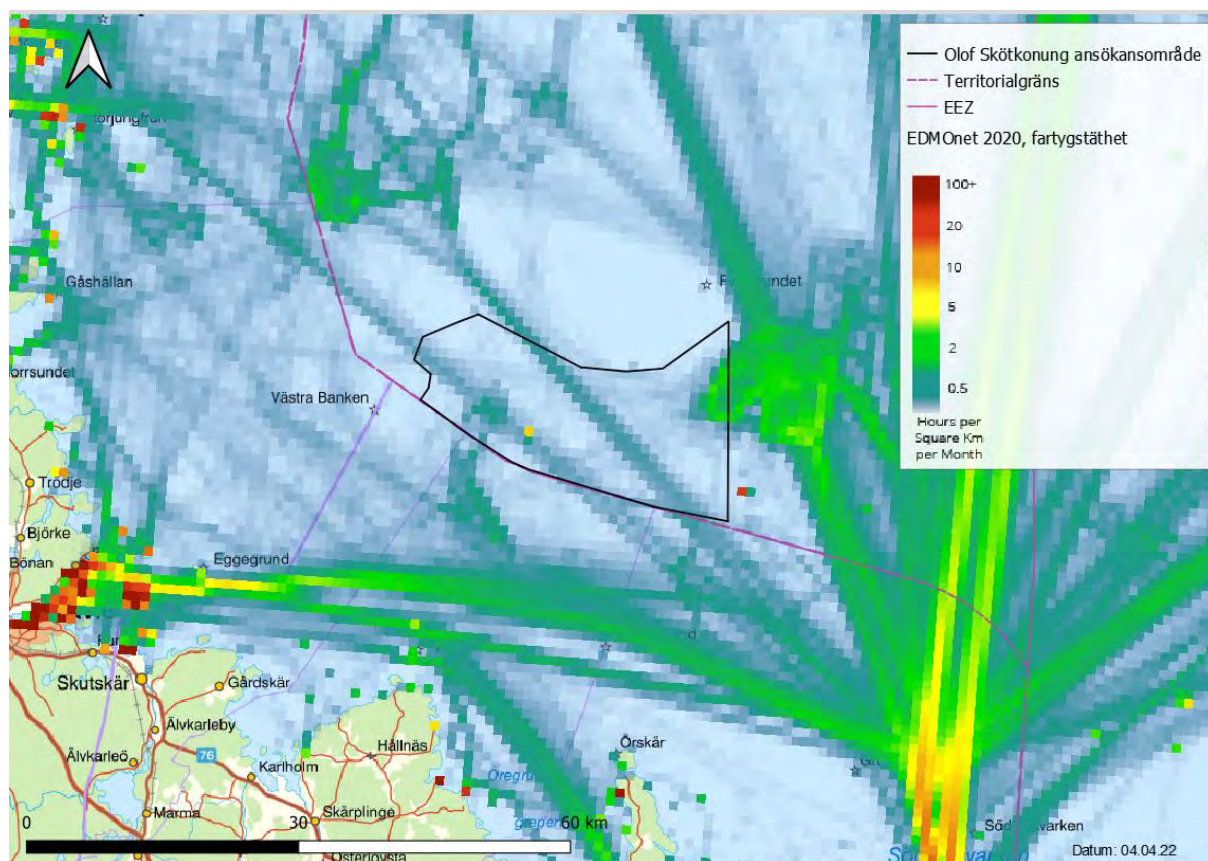 Olof Skötkonung ansökansområde
Territorialgräns
EEZ
EDMOnet 2020, fartygstäthet
100+
20
10
5
2
0.5
Hours per
Square Km
per Month
Gåshällan
Västra Banken
Trödje
Björke
Bönan
Eggegrund
Skutskär
Gårdskär
Älvkarleby
Älvkarleö
76
Karlholm
Hållnäs
Örskär
Marma
Skärplinge
0
30
60 km
Datum: 04.04.22